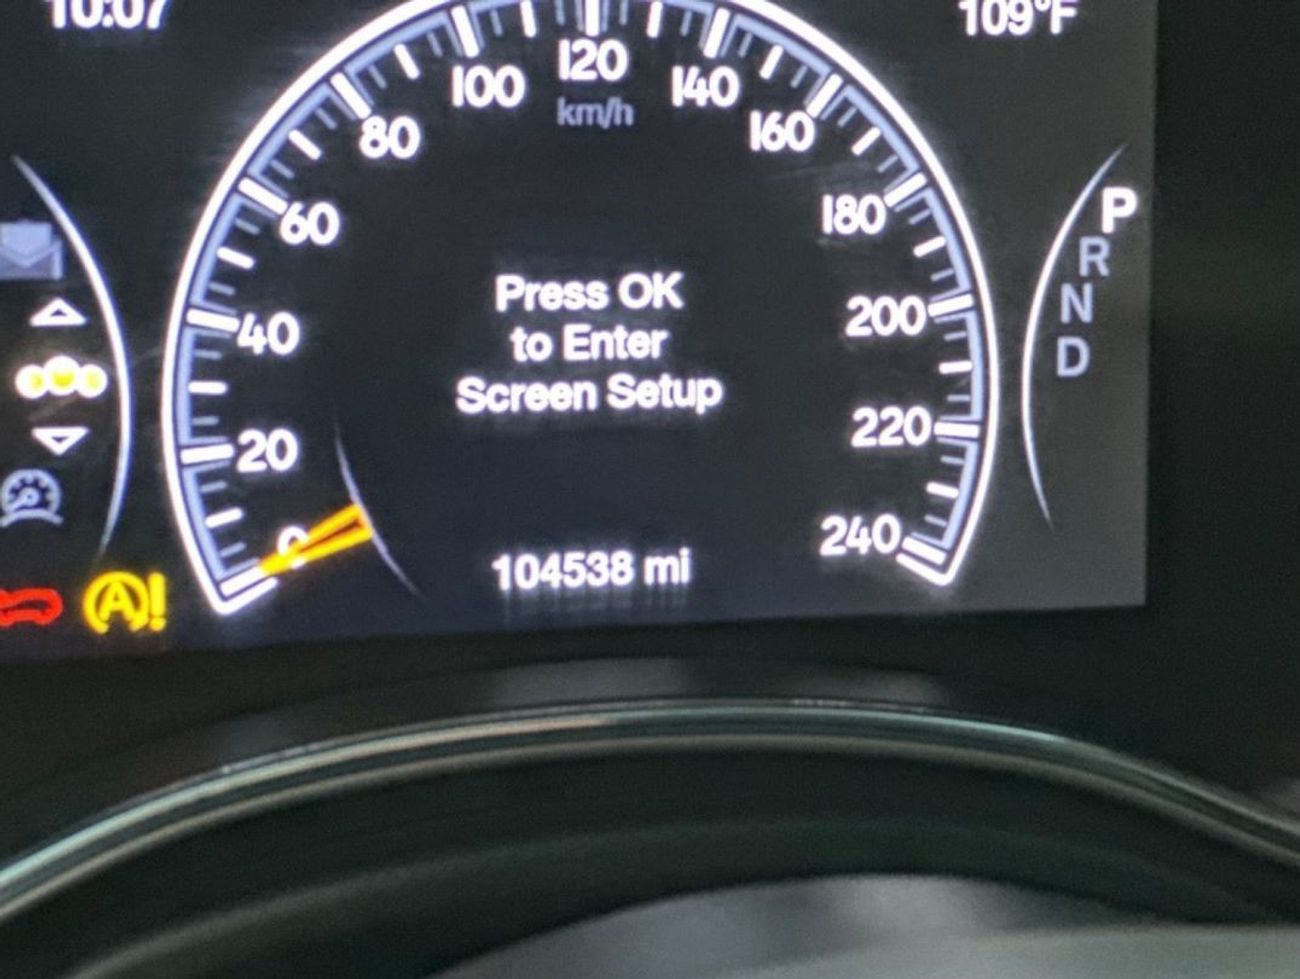 10:07
109°F
120
100
140
km/h
80
160
60
180
P
R
Press OK
N
40
to Enter
200
D
Screen Setup
20
220
0
240
104538 mi
A!